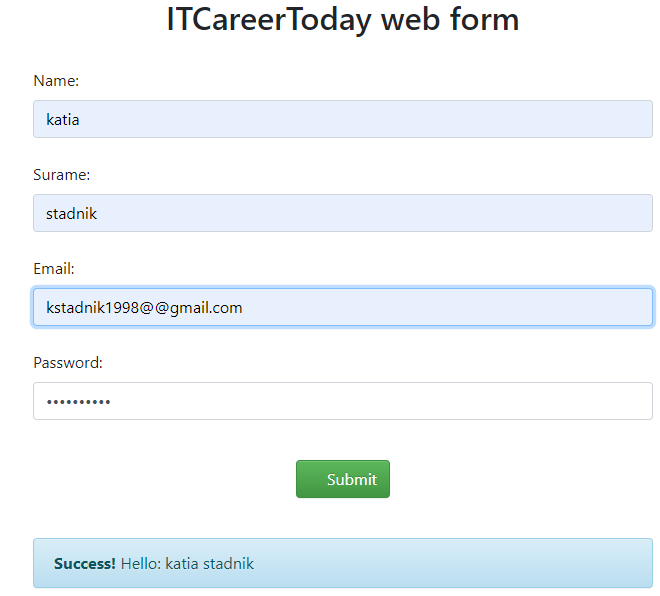 ITCareerToday web form
Name:
katia
Surame:
stadnik
Email:
kstadnik1998@@gmail.com
Password:
••••••••••
Submit
Success! Hello: katia stadnik